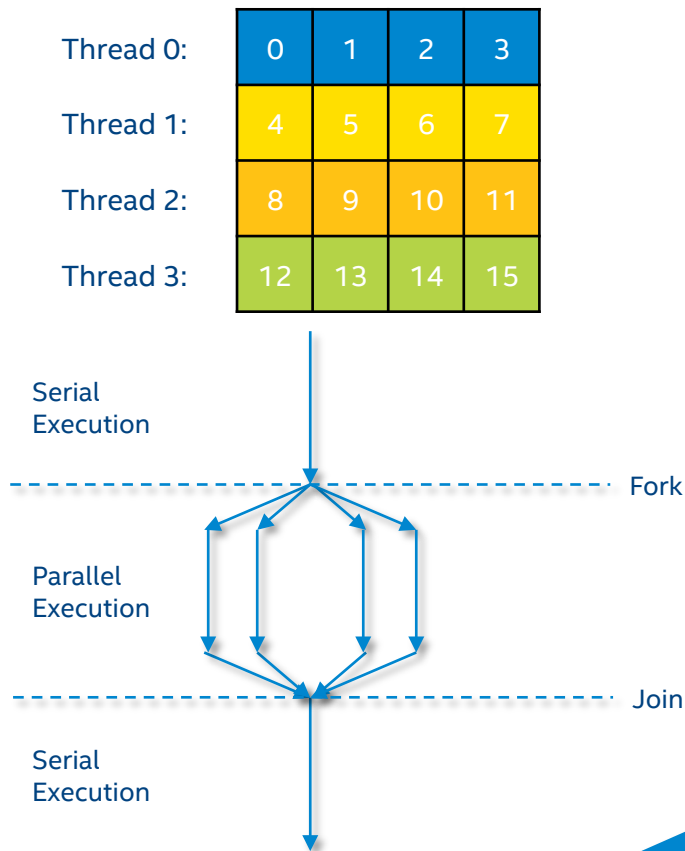 Thread 0: 0 1 2 3
Thread 1: 4 5 6 7
Thread 2: 8 9 10 11
Thread 3: 12 13 14 15
Serial
Execution
Fork
Parallel
Execution
Join
Serial
Execution